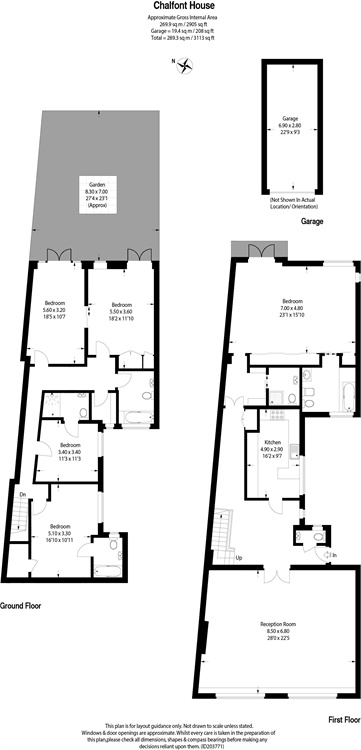 Chalfont House
Approximate Gross Internal Area
269.9 sq m / 2905 sq ft
Garage = 19.4 sq m / 208 sq ft
Total = 289.3 sq m / 3113 sq ft
N
Garage
6.90 x 2.80
22'9 x 9'3
(Not Shown In Actual
Location/ Orientation)
Garage
Garden
8.30 x 7.00
27'4 x 23'1
(Approx)
Bedroom
5.60 x 3.20
18'5 x 10'7
Bedroom
5.50 x 3.60
18'2 x 11'10
Bedroom
3.40 x 3.40
11'3 x 11'3
Dn
Bedroom
5.10 x 3.30
16'10 x 10'11
Ground Floor
Bedroom
7.00 x 4.80
23'1 x 15'10
Kitchen
4.90 x 2.90
16'2 x 9'7
Up
In
Reception Room
8.50 x 6.80
28'0 x 22'5
First Floor
This plan is for layout guidance only. Not drawn to scale unless stated.
Windows & door openings are approximate. Whilst every care is taken in the preparation of
this plan,please check all dimensions, shapes & compass bearings before making any
decisions reliant upon them. (ID203771)